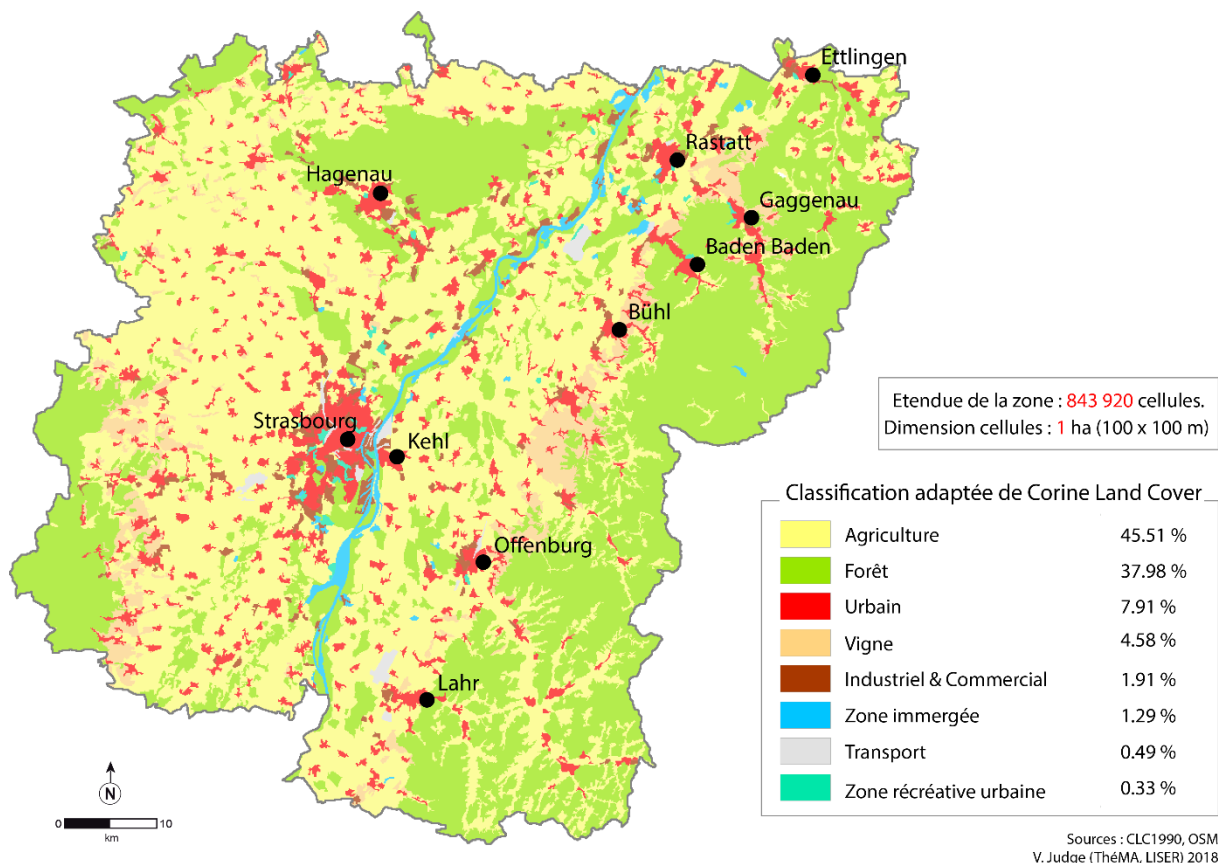 Ettlingen
Rastatt
Hagenau
Gaggenau
Baden Baden
Bühl
Strasbourg
Kehl
Offenburg
Lahr
Etendue de la zone : 843 920 cellules.
Dimension cellules : 1 ha (100 x 100 m)
Classification adaptée de Corine Land Cover
Agriculture 45.51 %
Forêt 37.98 %
Urbain 7.91 %
Vigne 4.58 %
Industriel & Commercial 1.91 %
Zone immergée 1.29 %
Transport 0.49 %
Zone récréative urbaine 0.33 %
N
0 10
km
Sources : CLC1990, OSM
V. Judge (ThéMA, LISER) 2018